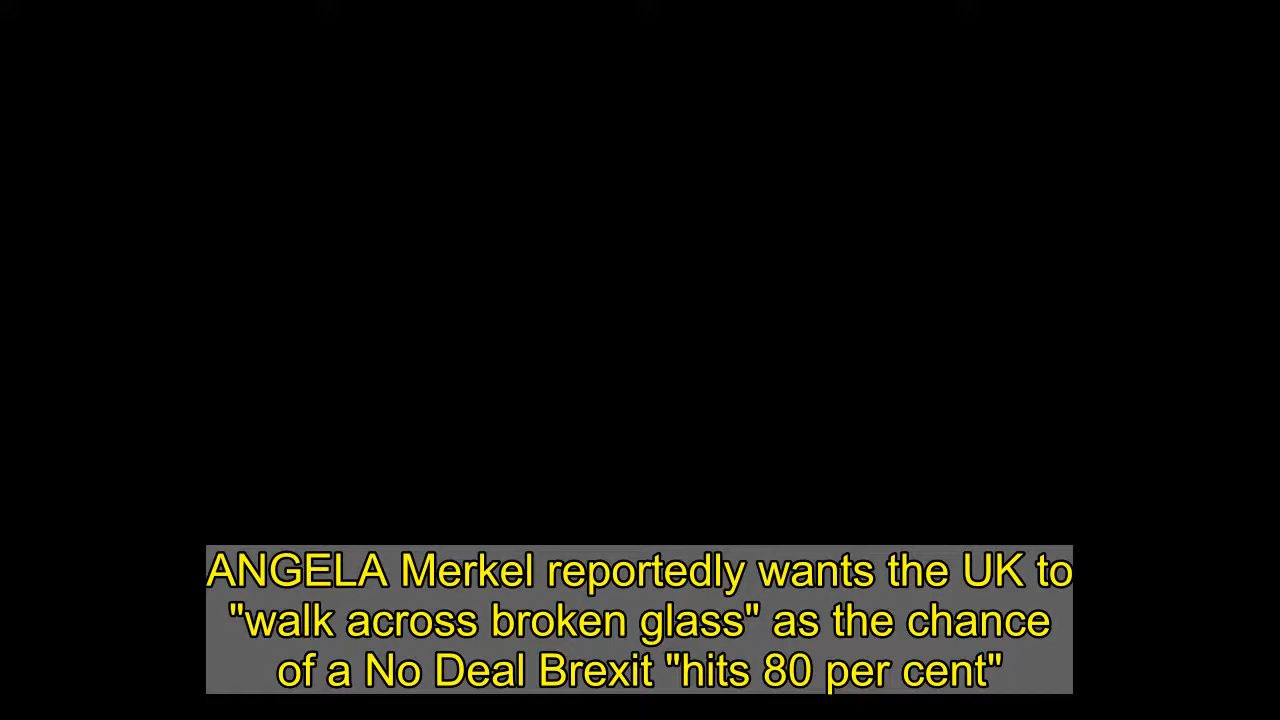 ANGELA Merkel reportedly wants the UK to
"walk across broken glass" as the chance
of a No Deal Brexit "hits 80 per cent"